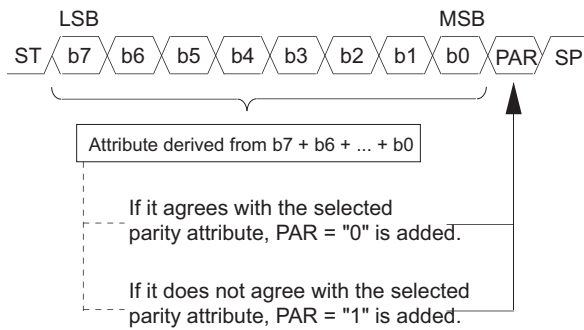 LSB MSB
ST b7 b6 b5 b4 b3 b2 b1 b0 PAR SP
Attribute derived from b7 + b6 + ... + b0
If it agrees with the selected
parity attribute, PAR = "0" is added.
If it does not agree with the selected
parity attribute, PAR = "1" is added.